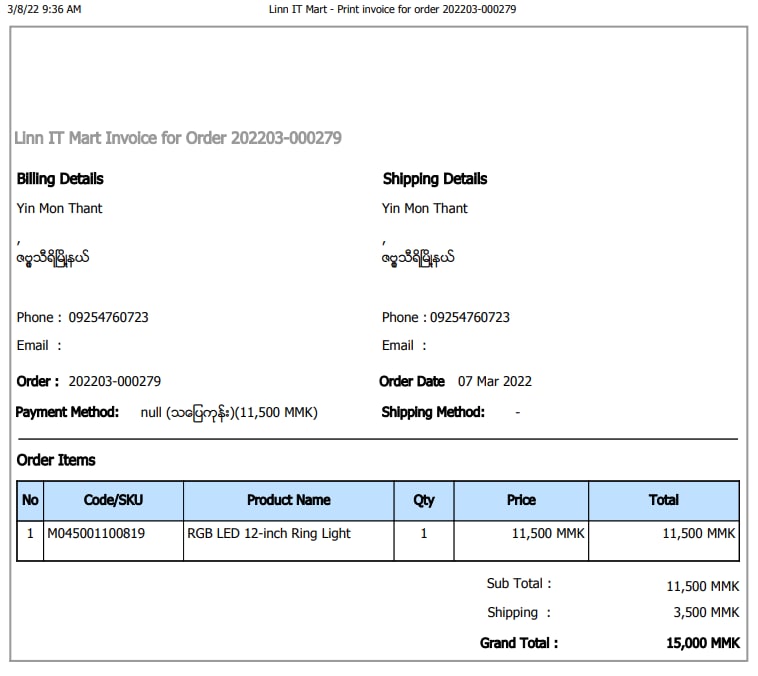 3/8/22 9:36 AM Linn IT Mart - Print invoice for order 202203-000279
Linn IT Mart Invoice for Order 202203-000279
Billing Details Shipping Details
Yin Mon Thant Yin Mon Thant
, ,
ဇမ္ဗူသီရိမြို့နယ် ဇမ္ဗူသီရိမြို့နယ်
Phone : 09254760723 Phone : 09254760723
Email : Email :
Order : 202203-000279 Order Date 07 Mar 2022
Payment Method: null (သပြေကုန်း)(11,500 MMK) Shipping Method: -
Order Items
No Code/SKU Product Name Qty Price Total
1 M045001100819 RGB LED 12-inch Ring Light 1 11,500 MMK 11,500 MMK
Sub Total : 11,500 MMK
Shipping : 3,500 MMK
Grand Total : 15,000 MMK